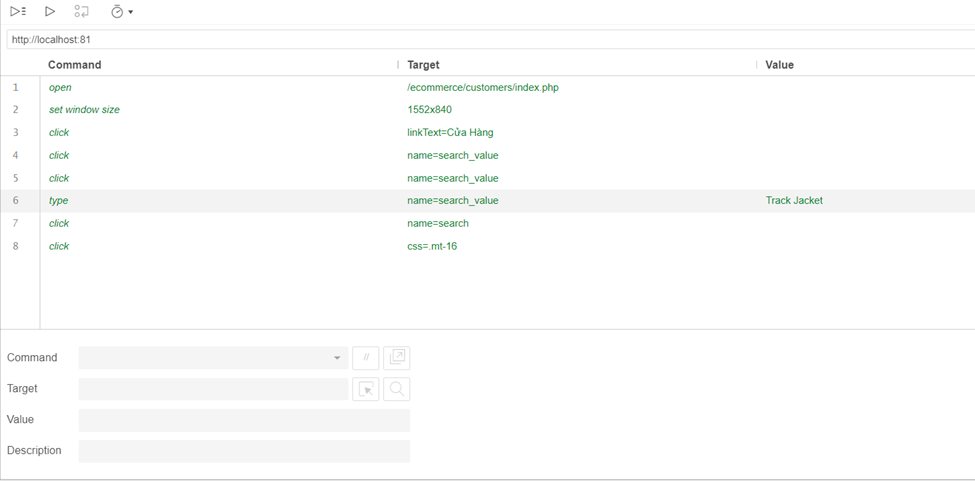 http://localhost:81
Command Target Value
1 open /ecommerce/customers/index.php
2 set window size 1552x840
3 click linkText=Cửa Hàng
4 click name=search_value
5 click name=search_value
6 type name=search_value Track Jacket
7 click name=search
8 click css=.mt-16
Command //
Target
Value
Description